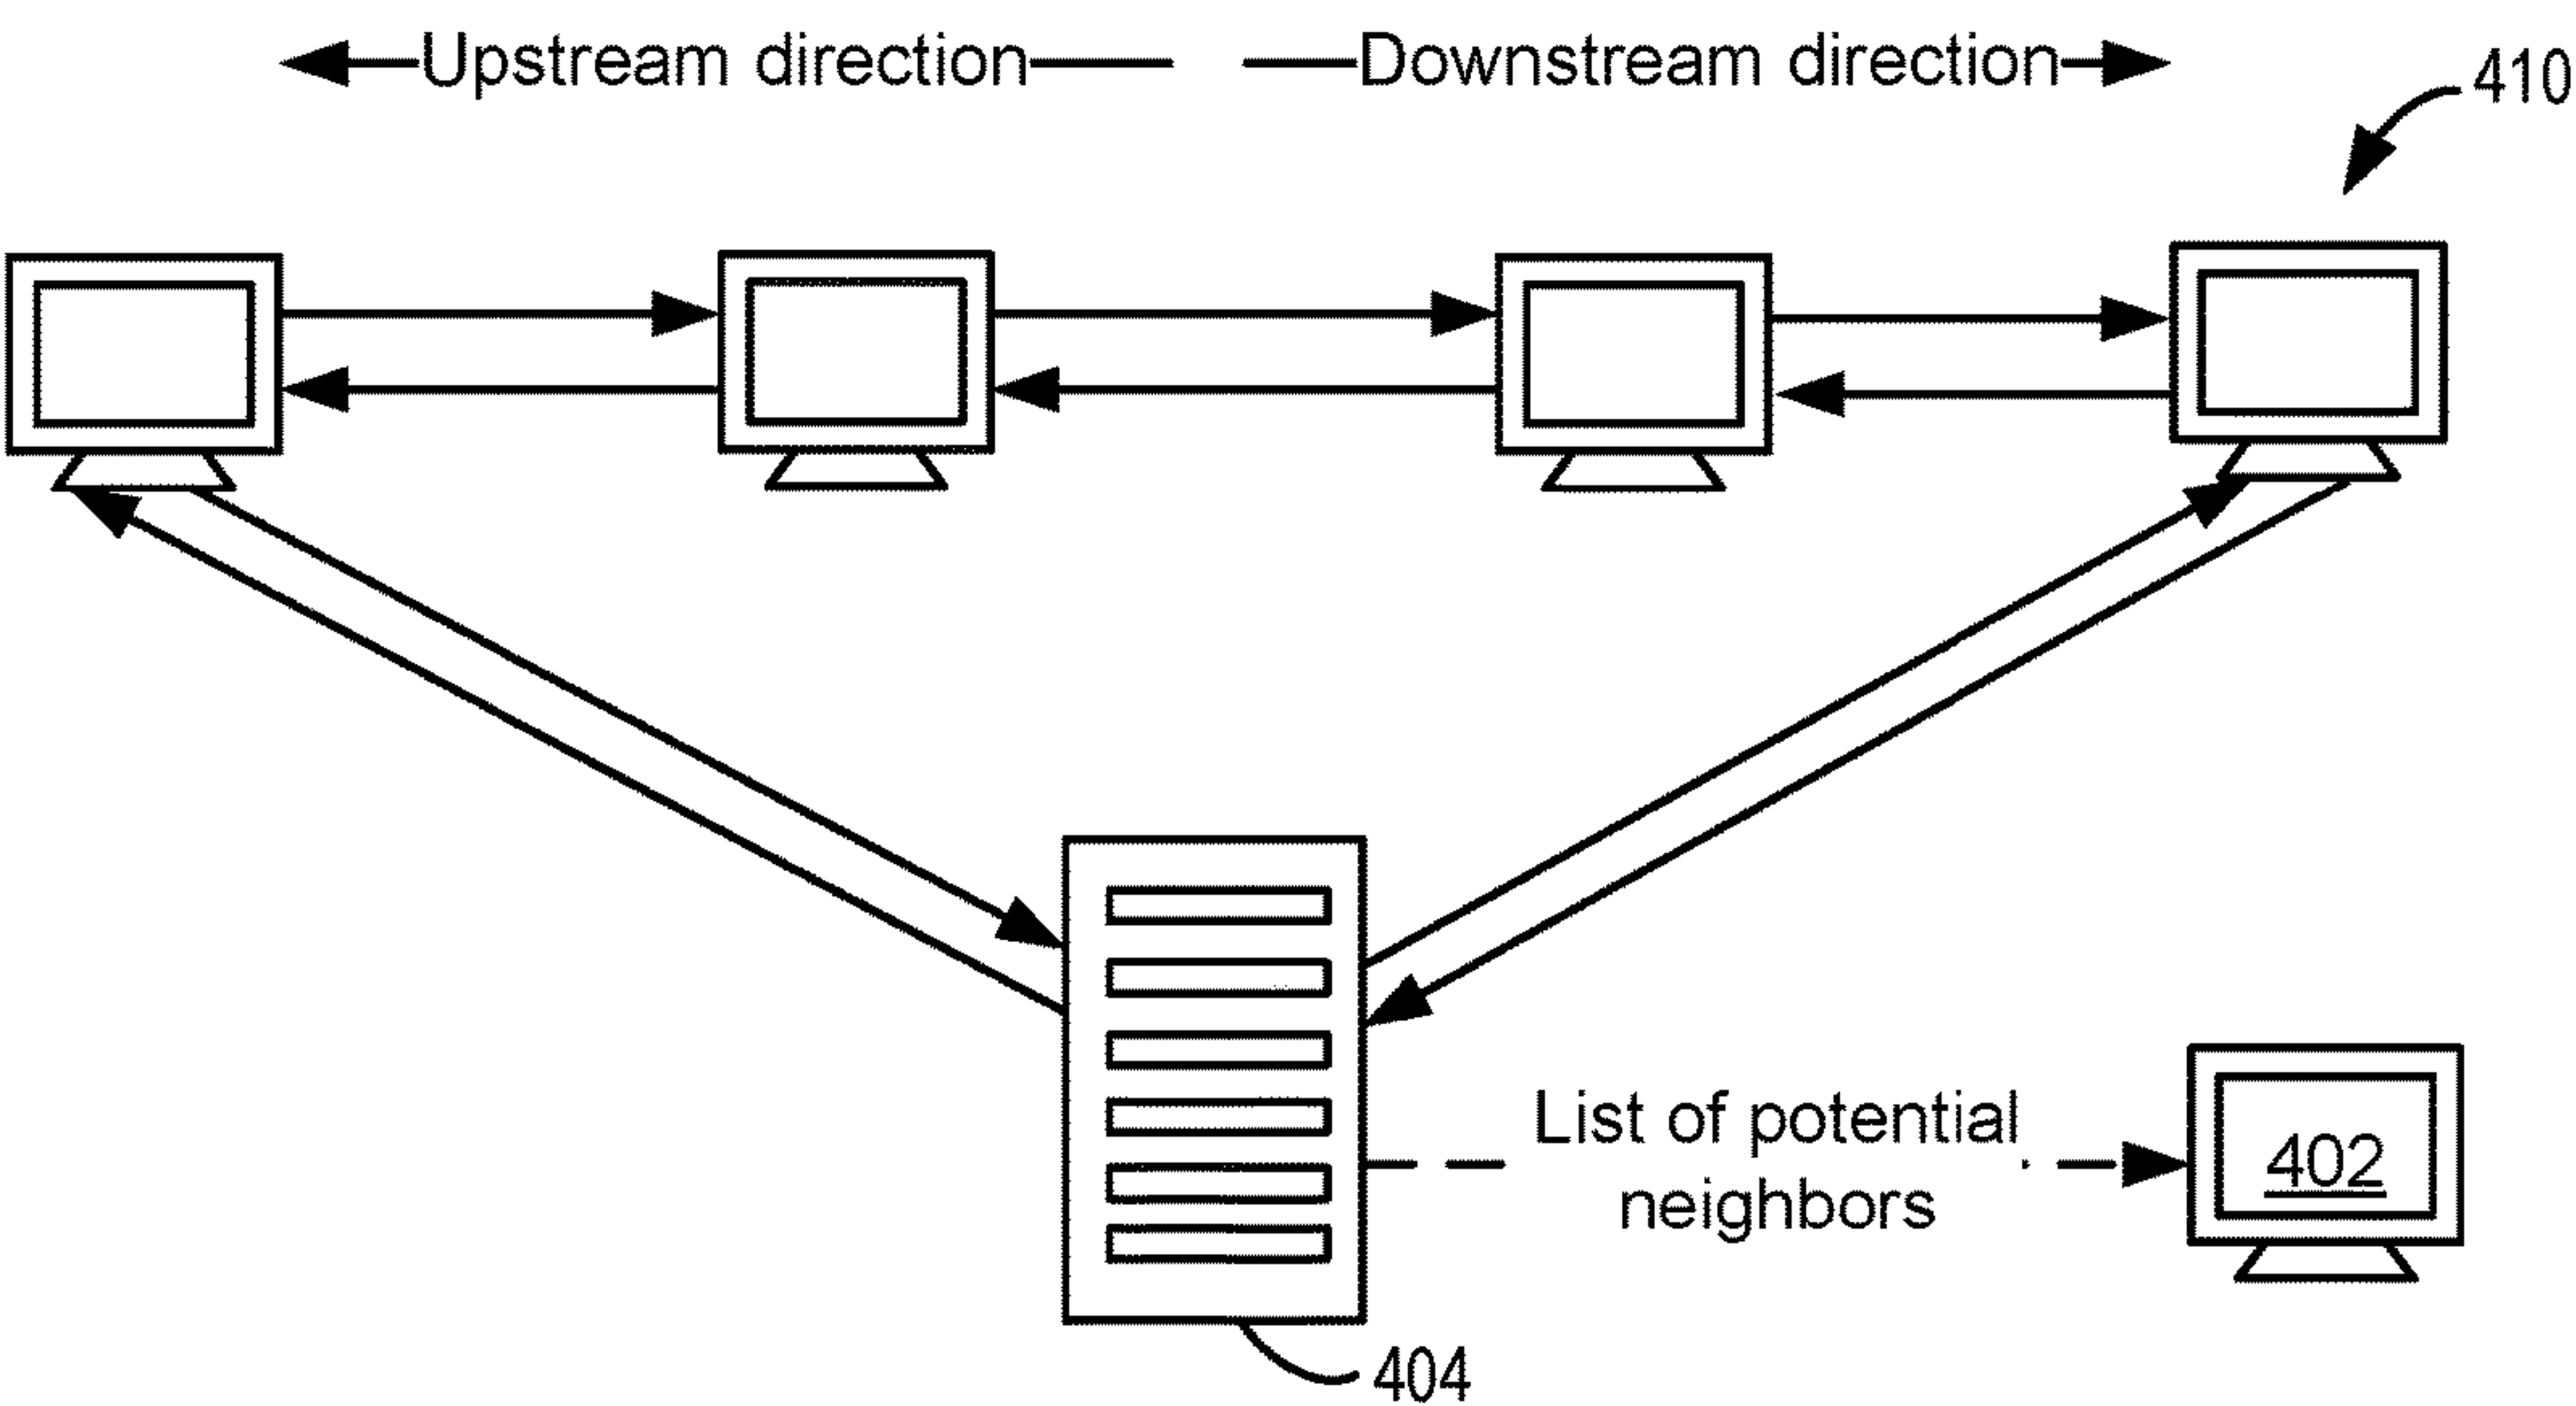 Upstream direction
Downstream direction
410
List of potential
neighbors
402
404